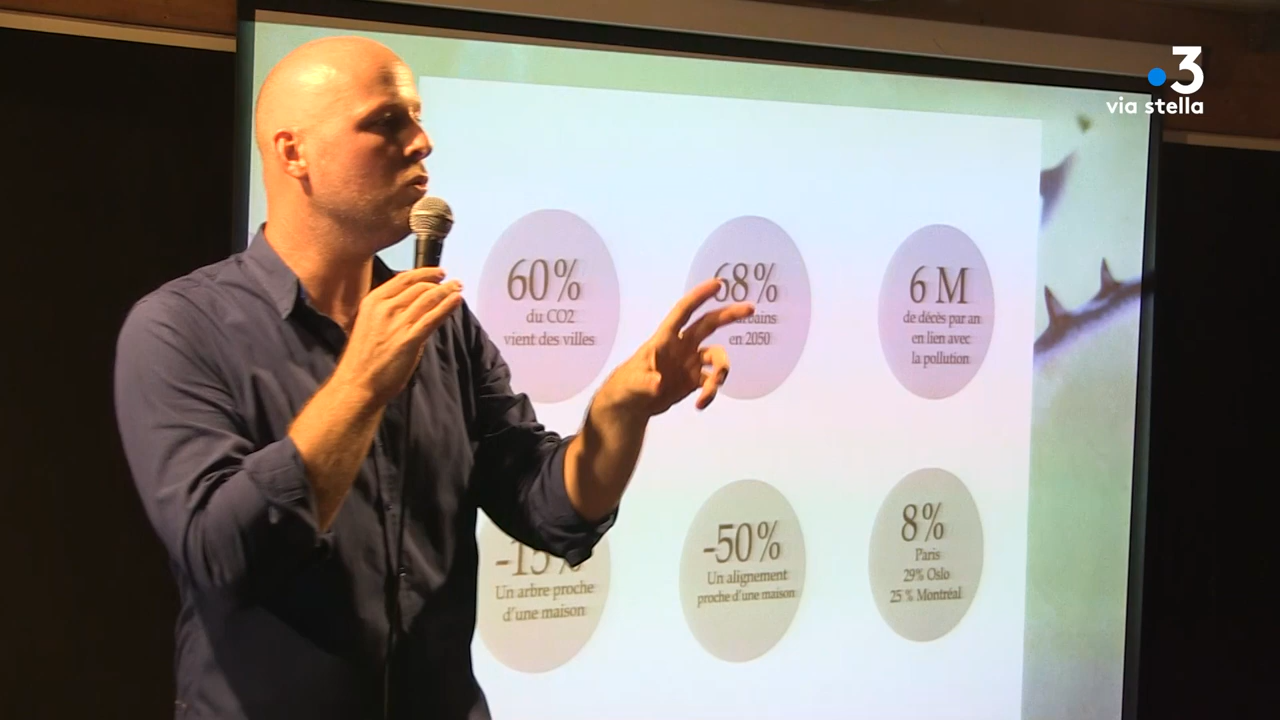 3
via stella
60%
du CO2
vient des villes
68%
en 2050
6 M
de décès par an
en lien avec
la pollution
-15%
Un arbre proche
d'une maison
-50%
Un alignement
proche d'une maison
8%
Paris
29% Oslo
25 % Montréal